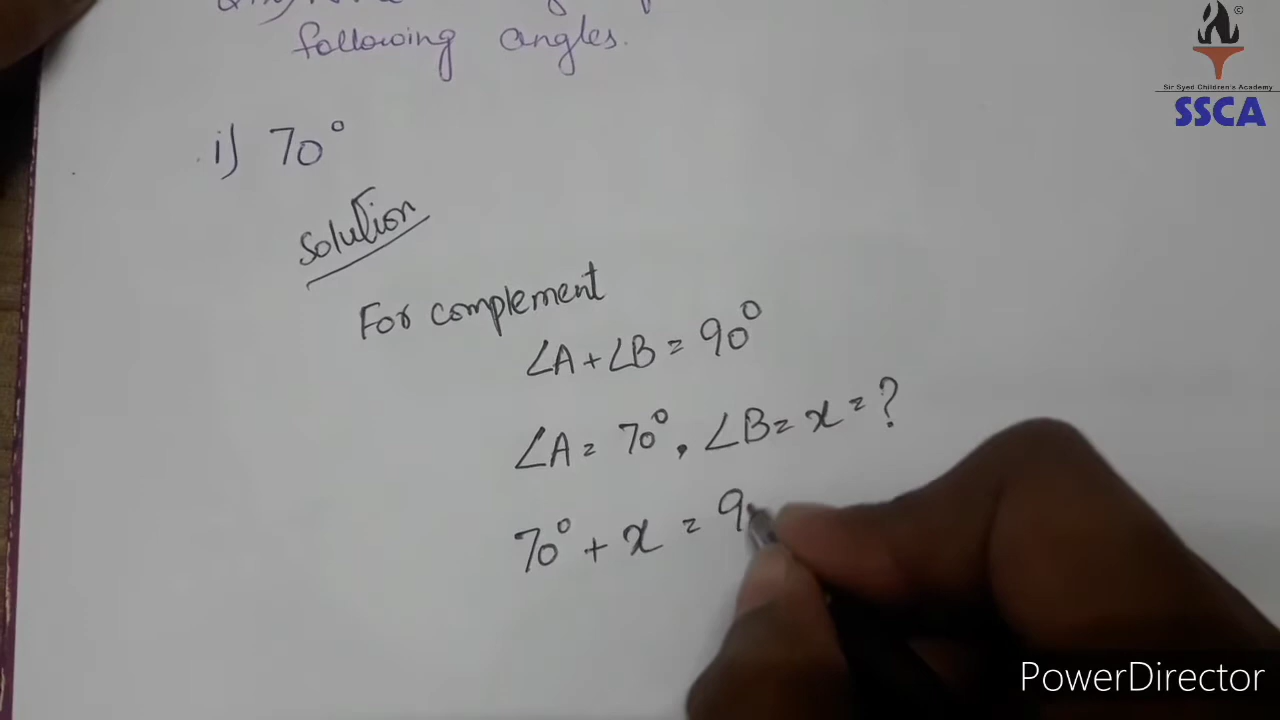 following angles.
i) 70°
Solution
For complement
∠A + ∠B = 90°
∠A = 70°, ∠B = x = ?
70° + x = 9
©
Sir Syed Children's Academy
SSCA
PowerDirector